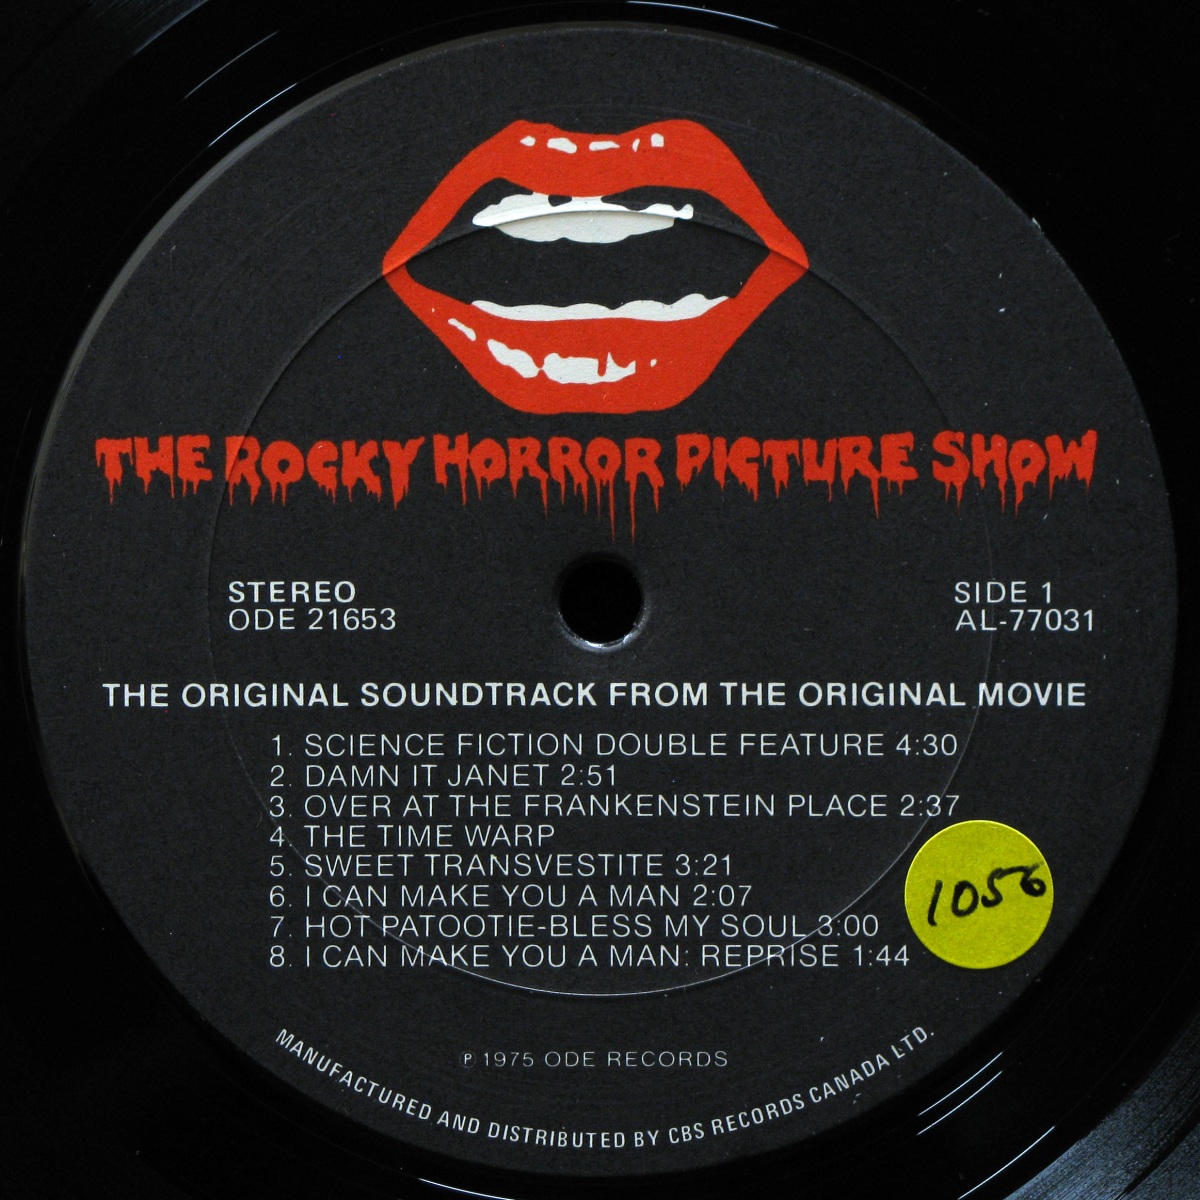 THE ROCKY HORROR PICTURE SHOW
STEREO
ODE 21653
SIDE 1
AL-77031
THE ORIGINAL SOUNDTRACK FROM THE ORIGINAL MOVIE
1. SCIENCE FICTION DOUBLE FEATURE 4:30
2. DAMN IT JANET 2:51
3. OVER AT THE FRANKENSTEIN PLACE 2:37
4. THE TIME WARP
5. SWEET TRANSVESTITE 3:21
6. I CAN MAKE YOU A MAN 2:07
7. HOT PATOOTIE-BLESS MY SOUL 3:00
8. I CAN MAKE YOU A MAN: REPRISE 1:44
1056
℗ 1975 ODE RECORDS
MANUFACTURED AND DISTRIBUTED BY CBS RECORDS CANADA LTD.